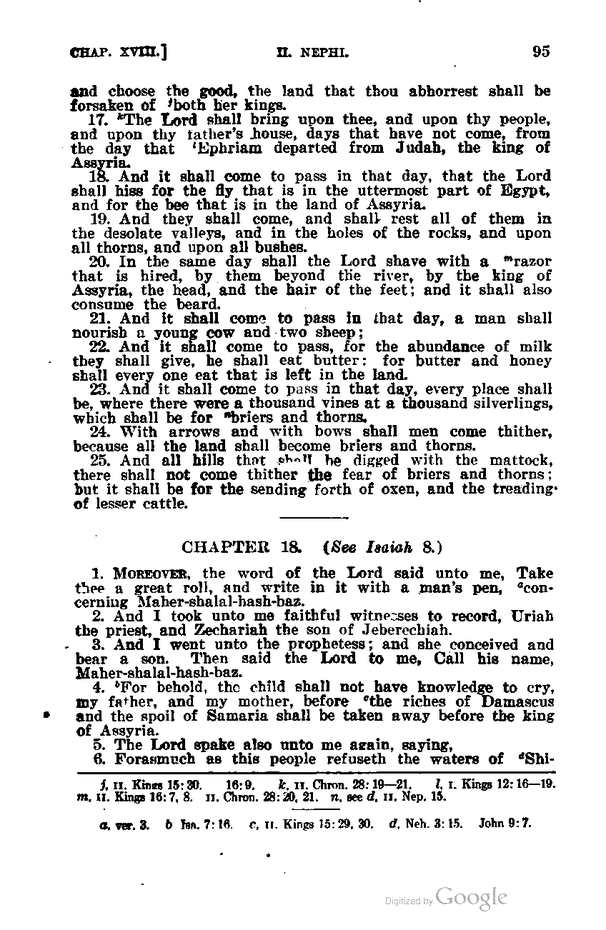 CHAP. XVIII.] II. NEPHI. 95
and choose the good, the land that thou abhorrest shall be
forsaken of jboth her kings.
17. kThe Lord shall bring upon thee, and upon thy people,
and upon thy father's house, days that have not come, from
the day that lEphriam departed from Judah, the king of
Assyria.
18. And it shall come to pass in that day, that the Lord
shall hiss for the fly that is in the uttermost part of Egypt,
and for the bee that is in the land of Assyria.
19. And they shall come, and shall rest all of them in
the desolate valleys, and in the holes of the rocks, and upon
all thorns, and upon all bushes.
20. In the same day shall the Lord shave with a mrazor
that is hired, by them beyond the river, by the king of
Assyria, the head, and the hair of the feet; and it shall also
consume the beard.
21. And it shall come to pass in that day, a man shall
nourish a young cow and two sheep;
22. And it shall come to pass, for the abundance of milk
they shall give, he shall eat butter: for butter and honey
shall every one eat that is left in the land.
23. And it shall come to pass in that day, every place shall
be, where there were a thousand vines at a thousand silverlings,
which shall be for nbriers and thorns.
24. With arrows and with bows shall men come thither,
because all the land shall become briers and thorns.
25. And all hills that shall be digged with the mattock,
there shall not come thither the fear of briers and thorns;
but it shall be for the sending forth of oxen, and the treading
of lesser cattle.
CHAPTER 18. (See Isaiah 8.)
1. MOREOVER, the word of the Lord said unto me, Take
thee a great roll, and write in it with a man's pen, acon-
cerning Maher-shalal-hash-baz.
2. And I took unto me faithful witnesses to record, Uriah
the priest, and Zechariah the son of Jeberechiah.
3. And I went unto the prophetess; and she conceived and
bear a son. Then said the Lord to me, Call his name,
Maher-shalal-hash-baz.
4. bFor behold, the child shall not have knowledge to cry,
my father, and my mother, before cthe riches of Damascus
and the spoil of Samaria shall be taken away before the king
of Assyria.
5. The Lord spake also unto me again, saying,
6. Forasmuch as this people refuseth the waters of dShi-
j, II. Kings 15:30. 16:9. k, II. Chron. 28:19—21. l, I. Kings 12:16—19.
m, II. Kings 16:7, 8. II. Chron. 28:20, 21. n, see d, II. Nep. 15.
a, ver. 3. b Isa. 7:16. c, II. Kings 15:29, 30. d, Neh. 3:15. John 9:7.
Digitized by Google